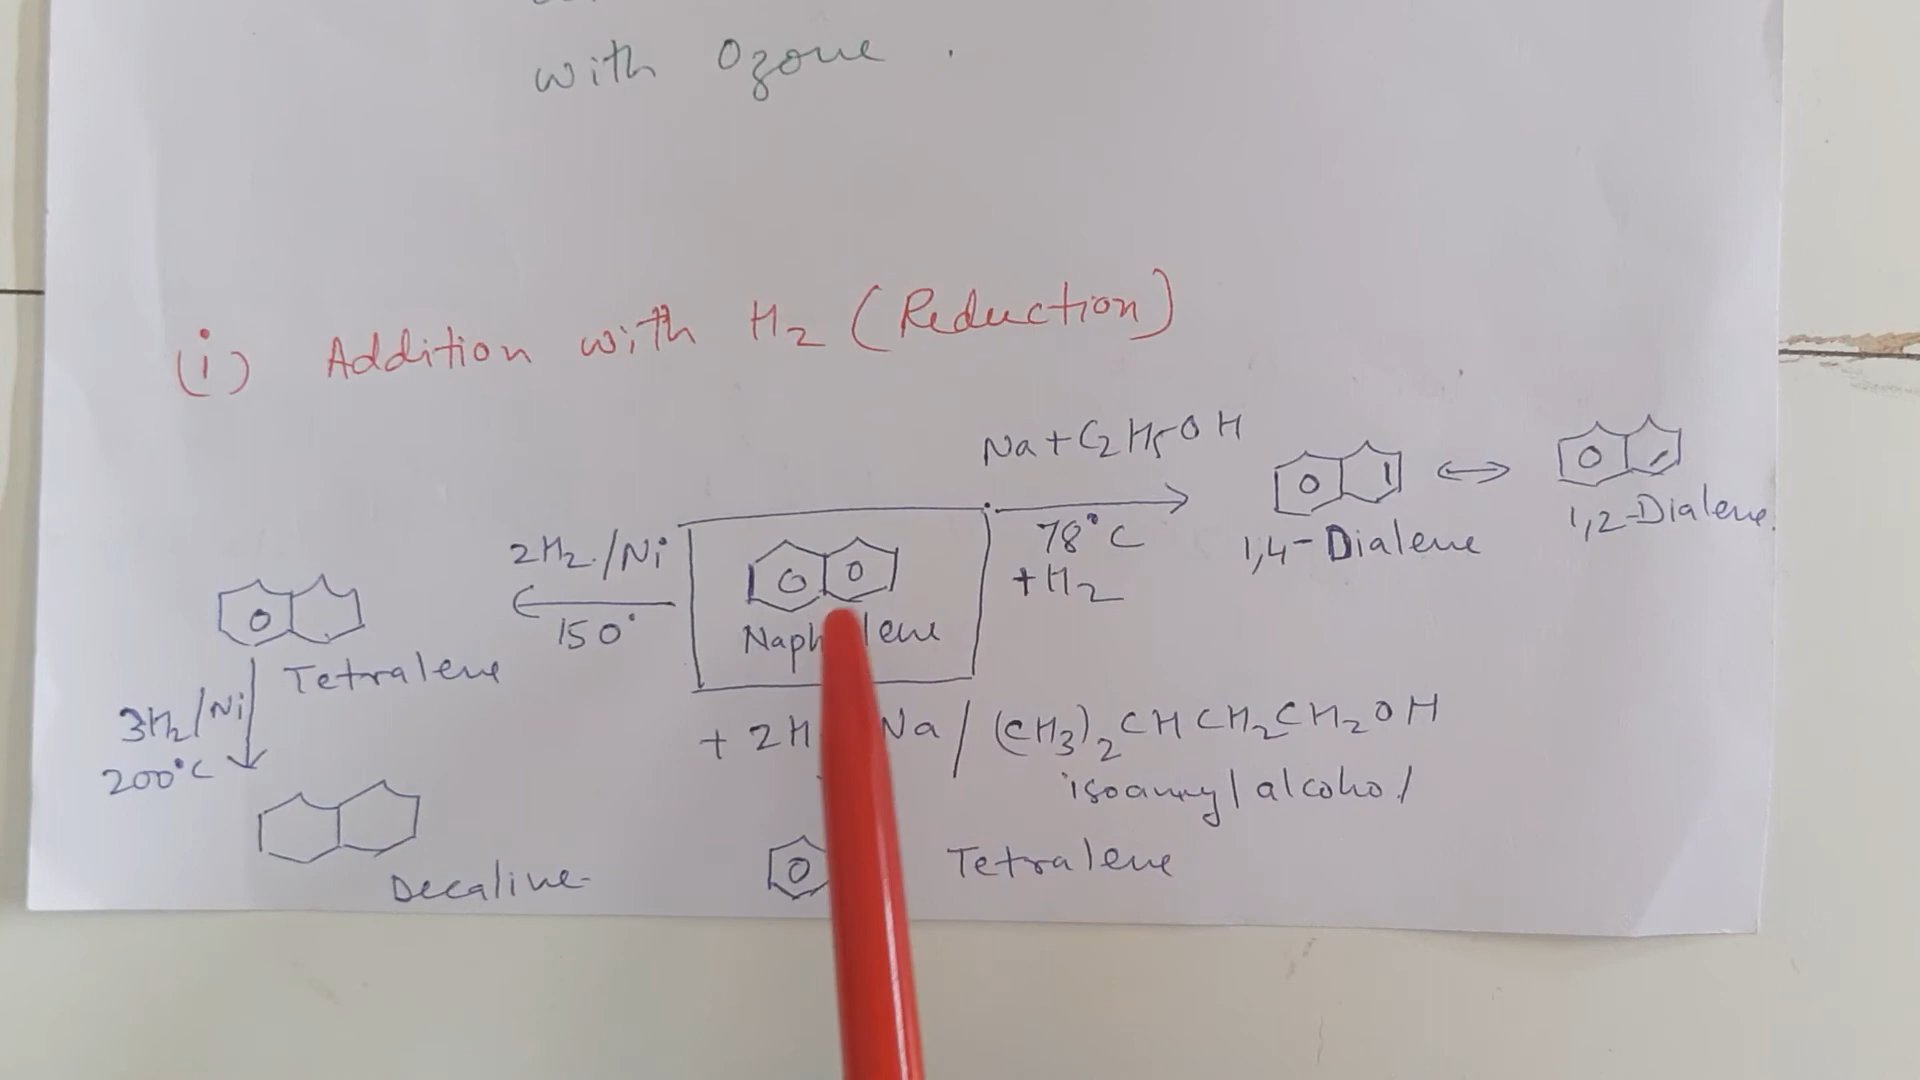 with Ozone.
(i) Addition with H2 (Reduction)
Na + C2H5OH
78°C
+ H2
1,4-Dialene
1,2-Dialene.
2H2/Ni
150°
Tetralene
3H2/Ni
200°C
Decaline
+ 2H Na/(CH3)2CHCH2CH2OH
isoamyl alcohol
Tetralene